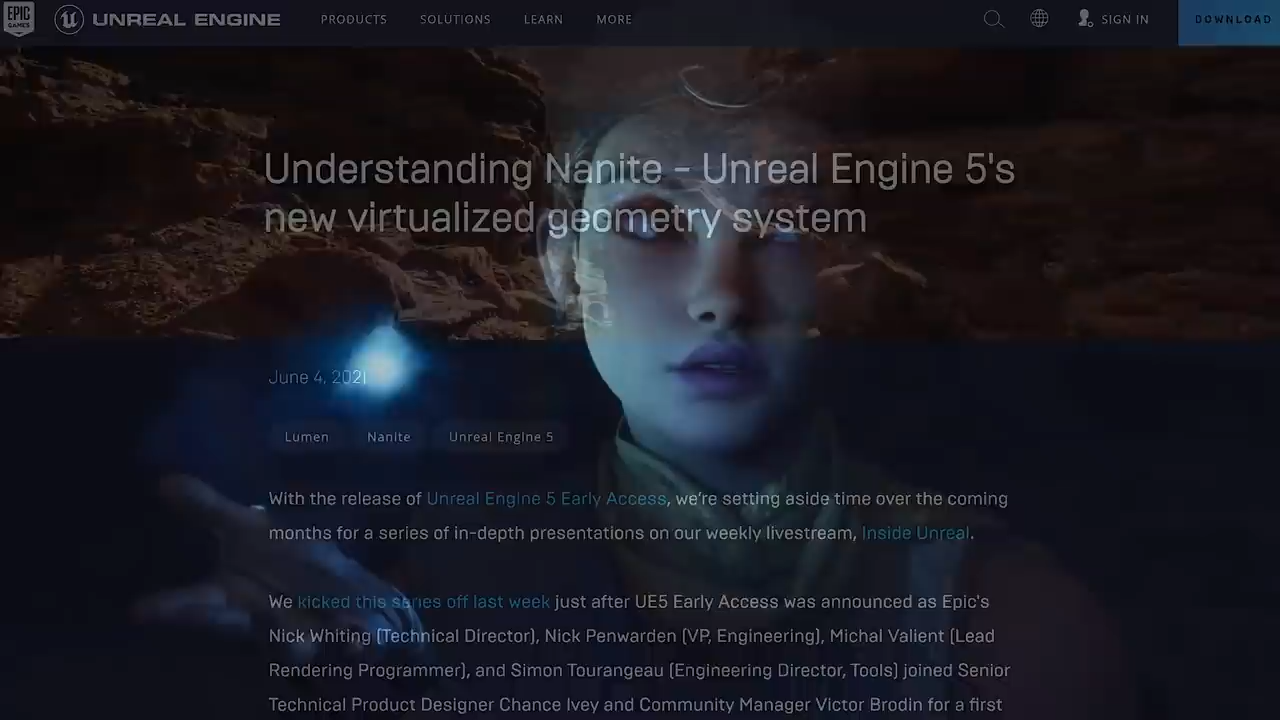 EPIC GAMES UNREAL ENGINE PRODUCTS SOLUTIONS LEARN MORE SIGN IN DOWNLOAD
Understanding Nanite - Unreal Engine 5's
new virtualized geometry system
June 4, 2021
Lumen Nanite Unreal Engine 5
With the release of Unreal Engine 5 Early Access, we're setting aside time over the coming
months for a series of in-depth presentations on our weekly livestream, Inside Unreal.
We kicked this series off last week just after UE5 Early Access was announced as Epic's
Nick Whiting (Technical Director), Nick Penwarden (VP, Engineering), Michal Valient (Lead
Rendering Programmer), and Simon Tourangeau (Engineering Director, Tools) joined Senior
Technical Product Designer Chance Ivey and Community Manager Victor Brodin for a first